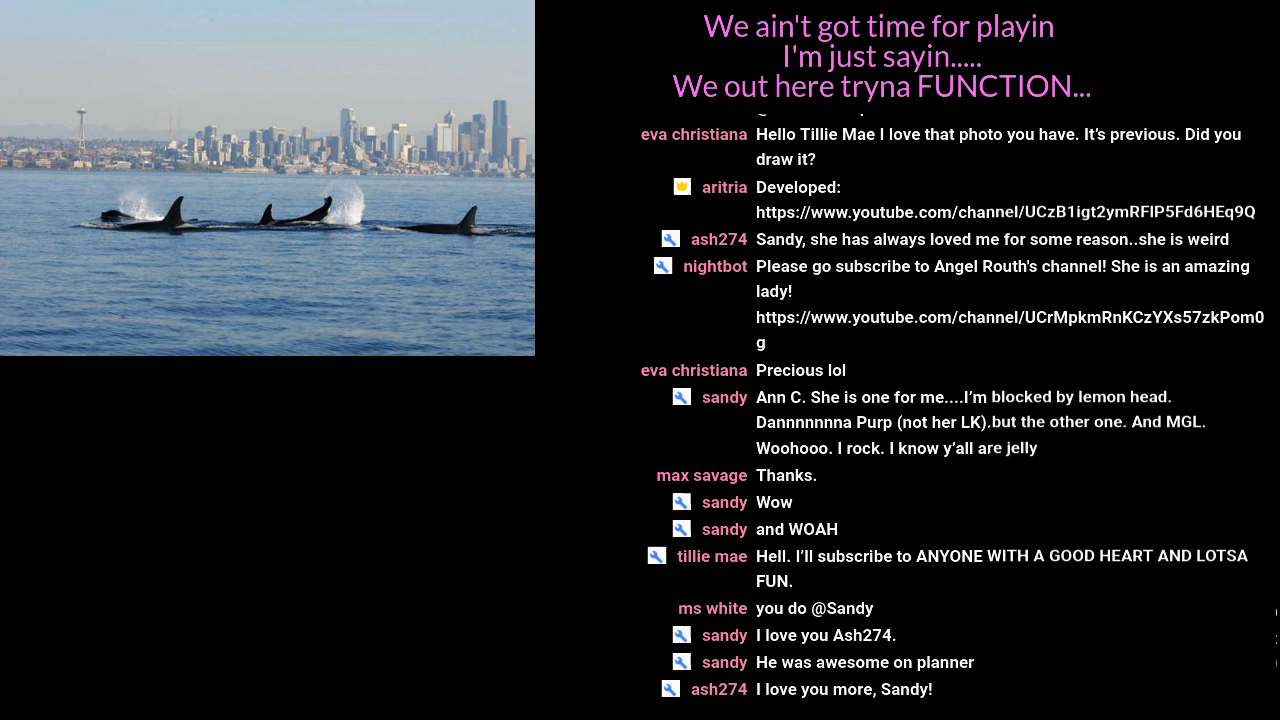 We ain't got time for playin
I'm just sayin.....
We out here tryna FUNCTION...
eva christiana Hello Tillie Mae I love that photo you have. It’s previous. Did you
draw it?
aritria Developed:
https://www.youtube.com/channel/UCzB1igt2ymRFIP5Fd6HEq9Q
ash274 Sandy, she has always loved me for some reason..she is weird
nightbot Please go subscribe to Angel Routh's channel! She is an amazing
lady!
https://www.youtube.com/channel/UCrMpkmRnKCzYXs57zkPom0
g
eva christiana Precious lol
sandy Ann C. She is one for me....I’m blocked by lemon head.
Dannnnnnna Purp (not her LK).but the other one. And MGL.
Woohooo. I rock. I know y’all are jelly
max savage Thanks.
sandy Wow
sandy and WOAH
tillie mae Hell. I’ll subscribe to ANYONE WITH A GOOD HEART AND LOTSA
FUN.
ms white you do @Sandy
sandy I love you Ash274.
sandy He was awesome on planner
ash274 I love you more, Sandy!